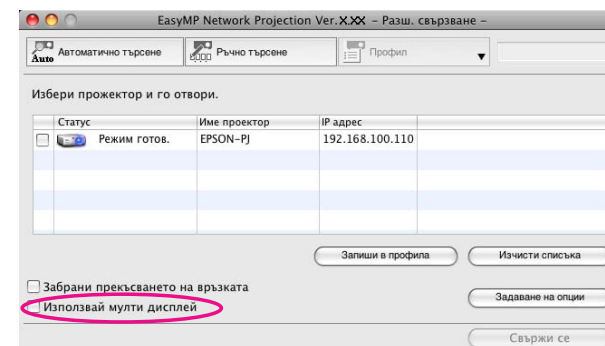 EasyMP Network Projection Ver.X.XX – Разш. свързване –
Auto Автоматично търсене Ръчно търсене Профил
Избери прожектор и го отвори.
Статус Име проектор IP адрес
Режим готов. EPSON-PJ 192.168.100.110
Запиши в профила Изчисти списъка
Забрани прекъсването на връзката
Задаване на опции
Използвай мулти дисплей
Свържи се